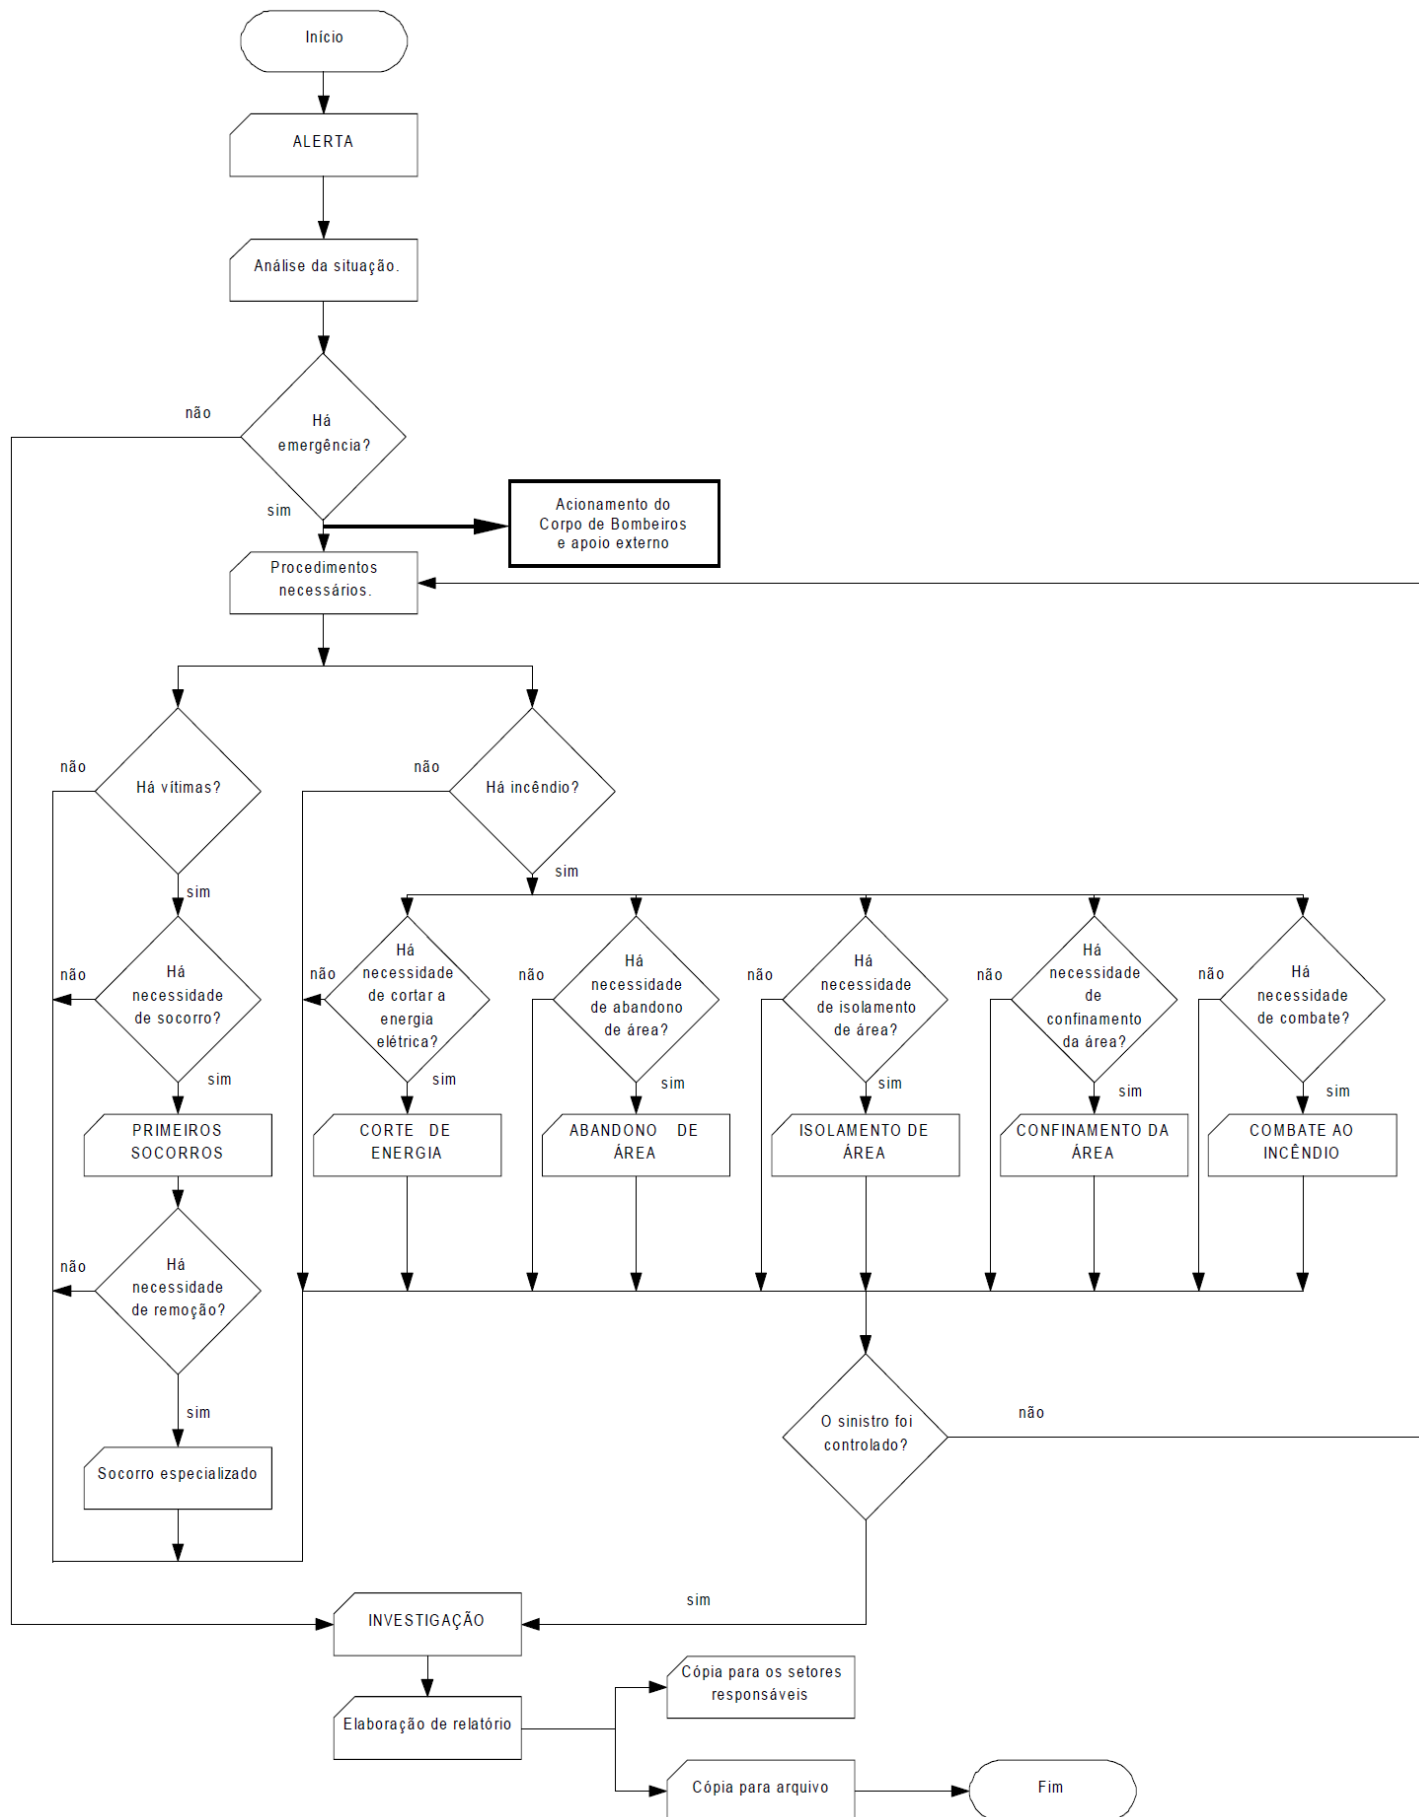 Início
ALERTA
Análise da situação.
não
Há
emergência?
sim
Acionamento do
Corpo de Bombeiros
e apoio externo
Procedimentos
necessários.
não
Há vítimas?
sim
não
Há incêndio?
sim
não
Há
necessidade
de socorro?
sim
não
Há
necessidade
de cortar a
energia
elétrica?
sim
não
Há
necessidade
de abandono
de área?
sim
não
Há
necessidade
de isolamento
de área?
sim
não
Há
necessidade
de
confinamento
da área?
sim
não
Há
necessidade
de combate?
sim
PRIMEIROS
SOCORROS
CORTE DE
ENERGIA
ABANDONO DE
ÁREA
ISOLAMENTO DE
ÁREA
CONFINAMENTO DA
ÁREA
COMBATE AO
INCÊNDIO
não
Há
necessidade
de remoção?
sim
Socorro especializado
O sinistro foi
controlado?
não
sim
INVESTIGAÇÃO
Elaboração de relatório
Cópia para os setores
responsáveis
Cópia para arquivo
Fim